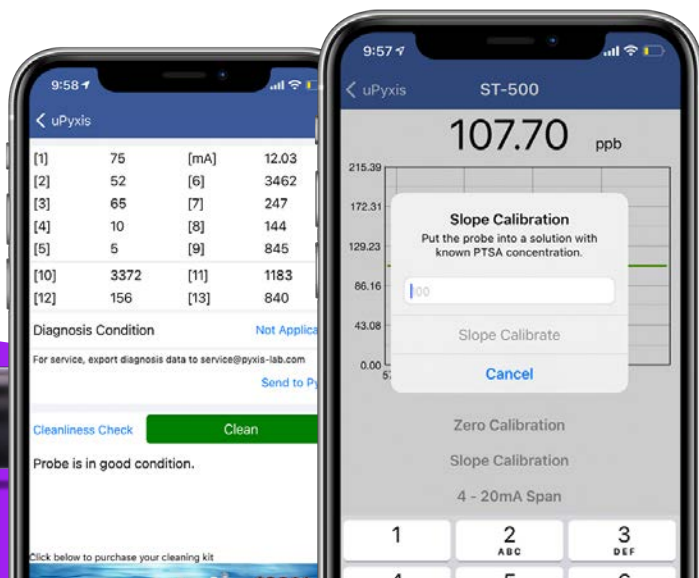 9:58
uPyxis
[1] 75 [mA] 12.03
[2] 52 [6] 3462
[3] 65 [7] 247
[4] 10 [8] 144
[5] 5 [9] 845
[10] 3372 [11] 1183
[12] 156 [13] 840
Diagnosis Condition Not Applica
For service, export diagnosis data to service@pyxis-lab.com
Send to Py
Cleanliness Check Clean
Probe is in good condition.
Click below to purchase your cleaning kit
9:57
uPyxis ST-500
107.70 ppb
215.39
172.31
129.23
86.16
43.08
0.00
Slope Calibration
Put the probe into a solution with
known PTSA concentration.
100
Slope Calibrate
Cancel
Zero Calibration
Slope Calibration
4 - 20mA Span
1 2 3
ABC DEF